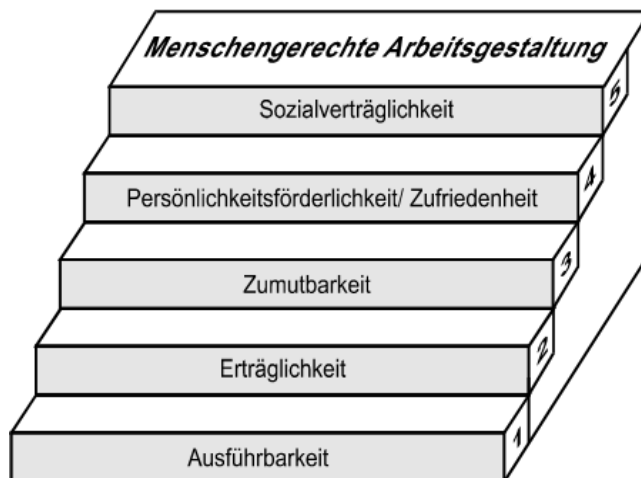 Menschengerechte Arbeitsgestaltung
Sozialverträglichkeit
5
Persönlichkeitsförderlichkeit/ Zufriedenheit
4
Zumutbarkeit
3
Erträglichkeit
2
Ausführbarkeit
1